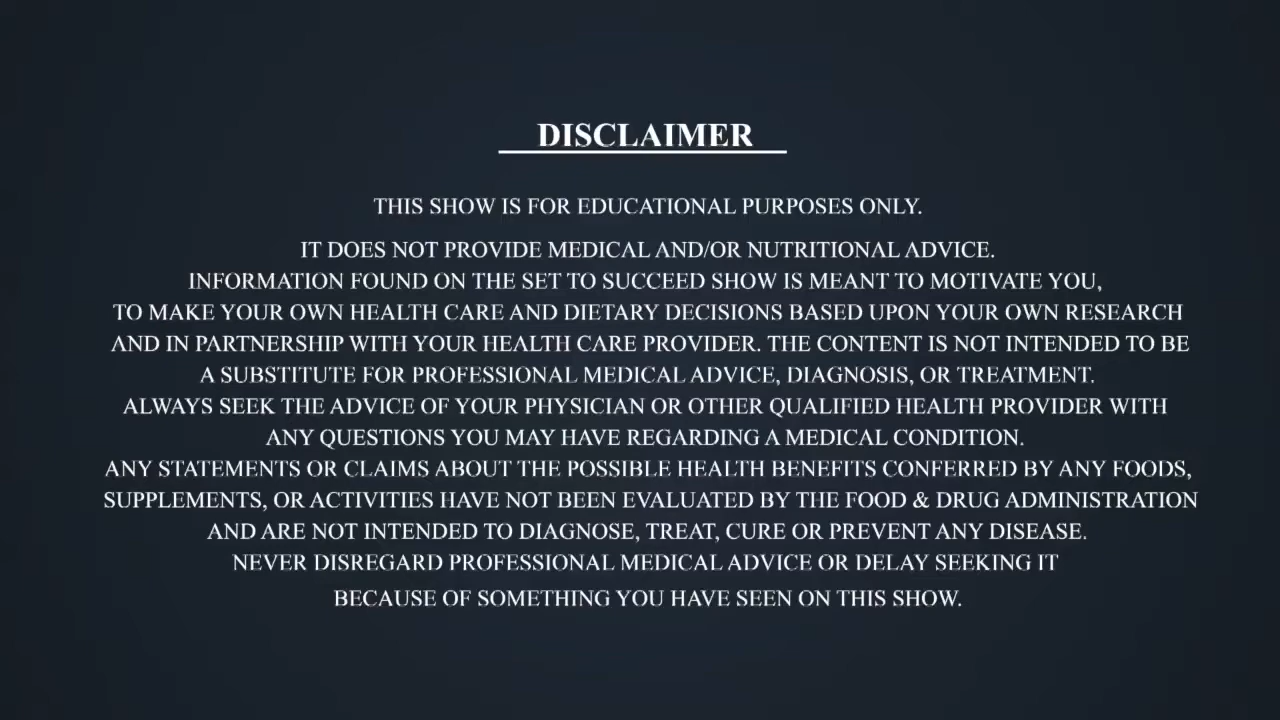 DISCLAIMER
THIS SHOW IS FOR EDUCATIONAL PURPOSES ONLY.
IT DOES NOT PROVIDE MEDICAL AND/OR NUTRITIONAL ADVICE.
INFORMATION FOUND ON THE SET TO SUCCEED SHOW IS MEANT TO MOTIVATE YOU,
TO MAKE YOUR OWN HEALTH CARE AND DIETARY DECISIONS BASED UPON YOUR OWN RESEARCH
AND IN PARTNERSHIP WITH YOUR HEALTH CARE PROVIDER. THE CONTENT IS NOT INTENDED TO BE
A SUBSTITUTE FOR PROFESSIONAL MEDICAL ADVICE, DIAGNOSIS, OR TREATMENT.
ALWAYS SEEK THE ADVICE OF YOUR PHYSICIAN OR OTHER QUALIFIED HEALTH PROVIDER WITH
ANY QUESTIONS YOU MAY HAVE REGARDING A MEDICAL CONDITION.
ANY STATEMENTS OR CLAIMS ABOUT THE POSSIBLE HEALTH BENEFITS CONFERRED BY ANY FOODS,
SUPPLEMENTS, OR ACTIVITIES HAVE NOT BEEN EVALUATED BY THE FOOD & DRUG ADMINISTRATION
AND ARE NOT INTENDED TO DIAGNOSE, TREAT, CURE OR PREVENT ANY DISEASE.
NEVER DISREGARD PROFESSIONAL MEDICAL ADVICE OR DELAY SEEKING IT
BECAUSE OF SOMETHING YOU HAVE SEEN ON THIS SHOW.